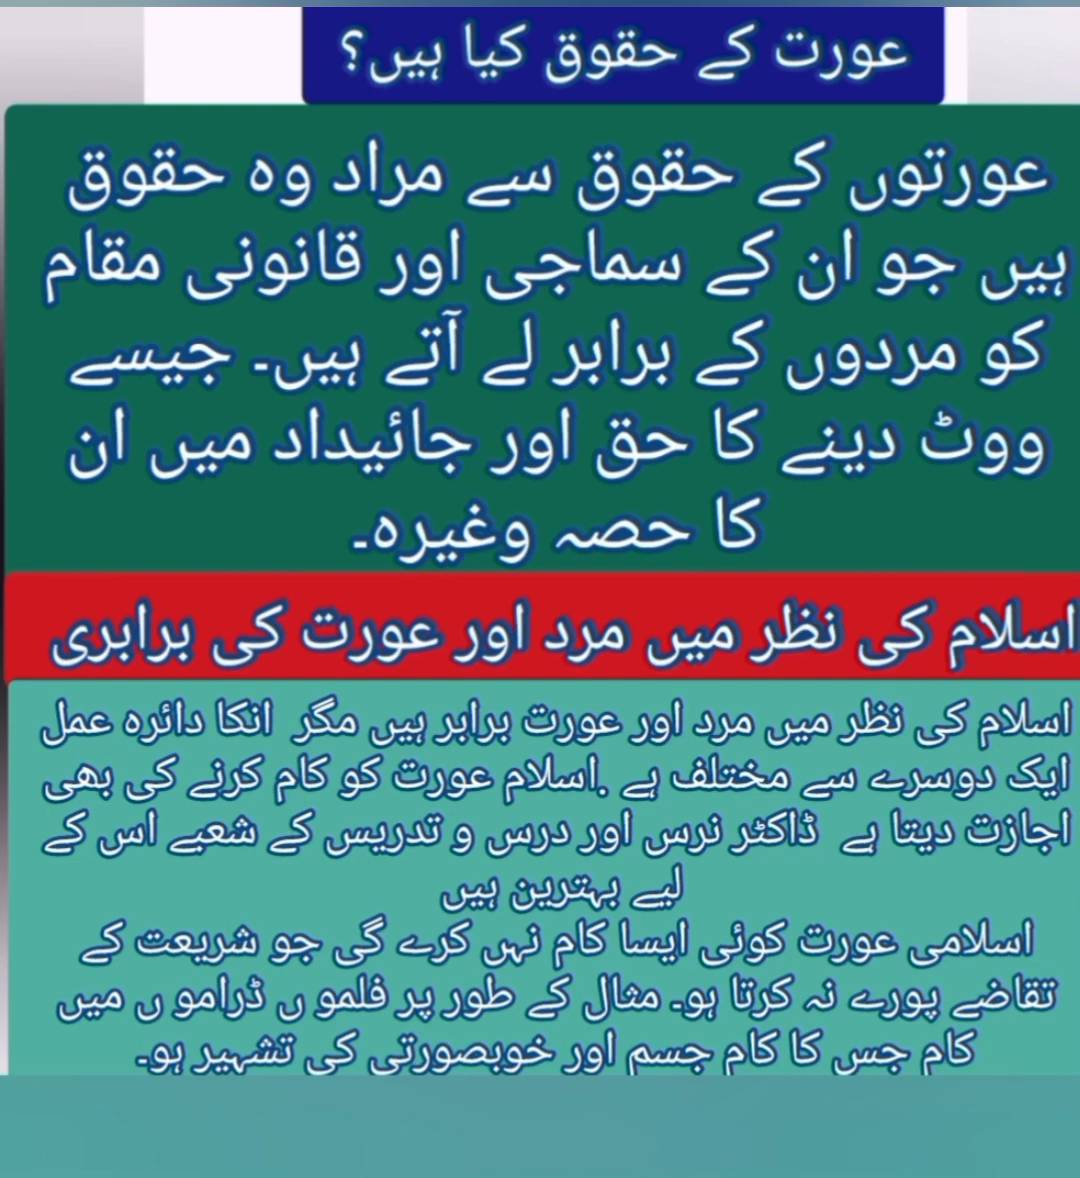 عورت کے حقوق کیا ہیں؟
عورتوں کے حقوق سے مراد وہ حقوق
ہیں جو ان کے سماجی اور قانونی مقام
کو مردوں کے برابر لے آتے ہیں۔ جیسے
ووٹ دینے کا حق اور جائیداد میں ان
کا حصہ وغیرہ۔
اسلام کی نظر میں مرد اور عورت کی برابری
اسلام کی نظر میں مرد اور عورت برابر ہیں مگر انکا دائرہ عمل
ایک دوسرے سے مختلف ہے .اسلام عورت کو کام کرنے کی بھی
اجازت دیتا ہے ڈاکٹر نرس اور درس و تدریس کے شعبے اس کے
لیے بہترین ہیں
اسلامی عورت کوئی ایسا کام نہں کرے گی جو شریعت کے
تقاضے پورے نہ کرتا ہو۔ مثال کے طور پر فلمو ں ڈرامو ں میں
کام جس کا کام جسم اور خوبصورتی کی تشہیر ہو۔